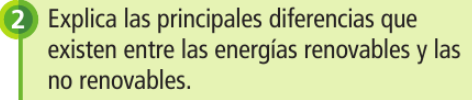 2 Explica las principales diferencias que
existen entre las energías renovables y las
no renovables.